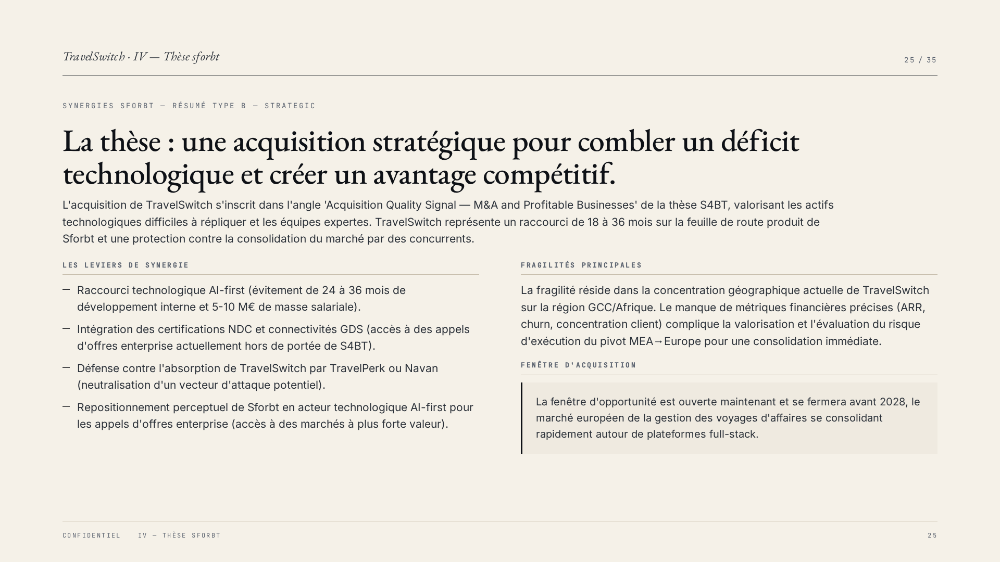 TravelSwitch · IV — Thèse sforbt
25 / 35
SYNERGIES SFORBT — RÉSUMÉ TYPE B — STRATEGIC
La thèse : une acquisition stratégique pour combler un déficit
technologique et créer un avantage compétitif.
L'acquisition de TravelSwitch s'inscrit dans l'angle 'Acquisition Quality Signal — M&A and Profitable Businesses' de la thèse S4BT, valorisant les actifs
technologiques difficiles à répliquer et les équipes expertes. TravelSwitch représente un raccourci de 18 à 36 mois sur la feuille de route produit de
Sforbt et une protection contre la consolidation du marché par des concurrents.
LES LEVIERS DE SYNERGIE
— Raccourci technologique AI-first (évitement de 24 à 36 mois de
développement interne et 5-10 M€ de masse salariale).
— Intégration des certifications NDC et connectivités GDS (accès à des appels
d'offres enterprise actuellement hors de portée de S4BT).
— Défense contre l'absorption de TravelSwitch par TravelPerk ou Navan
(neutralisation d'un vecteur d'attaque potentiel).
— Repositionnement perceptuel de Sforbt en acteur technologique AI-first pour
les appels d'offres enterprise (accès à des marchés à plus forte valeur).
FRAGILITÉS PRINCIPALES
La fragilité réside dans la concentration géographique actuelle de TravelSwitch
sur la région GCC/Afrique. Le manque de métriques financières précises (ARR,
churn, concentration client) complique la valorisation et l'évaluation du risque
d'exécution du pivot MEA→Europe pour une consolidation immédiate.
FENÊTRE D'ACQUISITION
La fenêtre d'opportunité est ouverte maintenant et se fermera avant 2028, le
marché européen de la gestion des voyages d'affaires se consolidant
rapidement autour de plateformes full-stack.
CONFIDENTIEL IV — THÈSE SFORBT
25